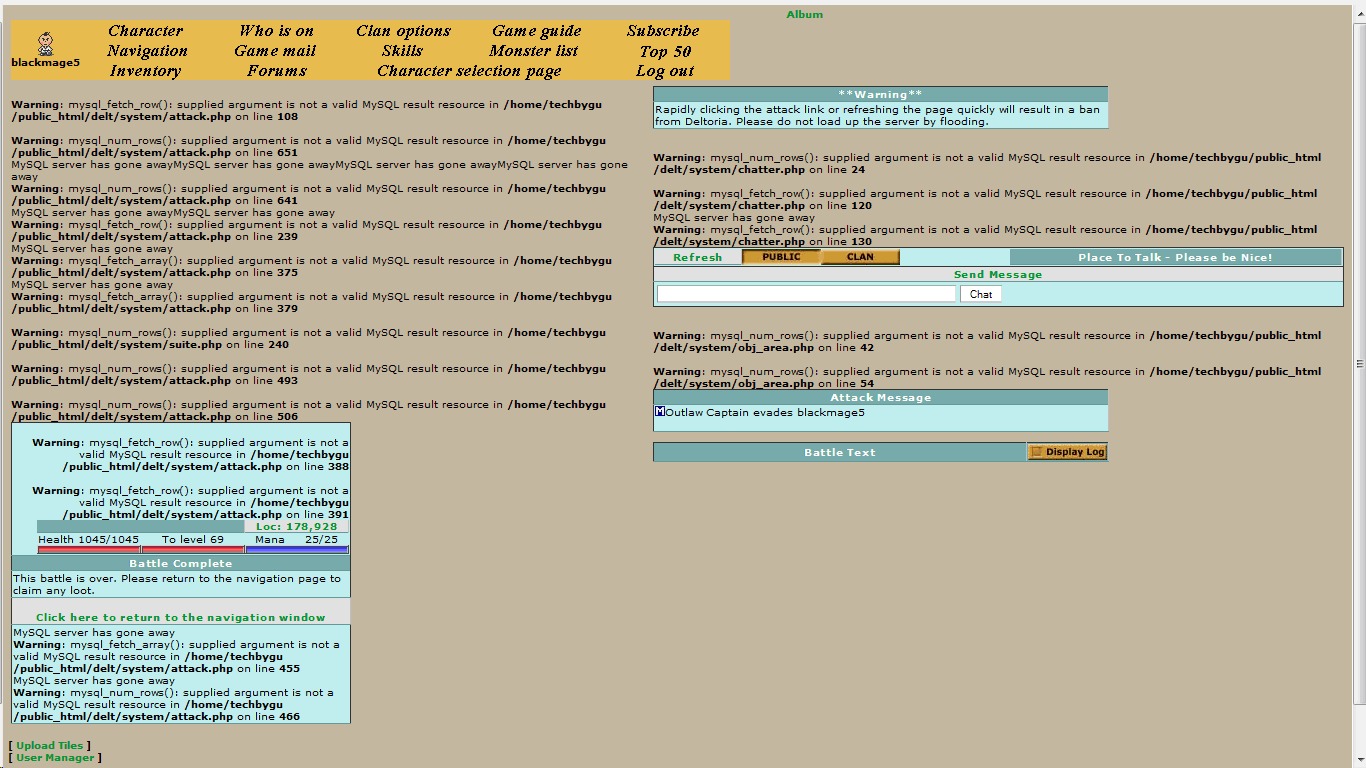 Album
Character Who is on Clan options Game guide Subscribe
Navigation Game mail Skills Monster list Top 50
blackmage5
Inventory Forums Character selection page Log out
Warning: mysql_fetch_row(): supplied argument is not a valid MySQL result resource in /home/techbygu
/public_html/delt/system/attack.php on line 108
Warning: mysql_num_rows(): supplied argument is not a valid MySQL result resource in /home/techbygu
/public_html/delt/system/attack.php on line 651
MySQL server has gone awayMySQL server has gone awayMySQL server has gone awayMySQL server has gone
away
Warning: mysql_num_rows(): supplied argument is not a valid MySQL result resource in /home/techbygu
/public_html/delt/system/attack.php on line 641
MySQL server has gone awayMySQL server has gone away
Warning: mysql_fetch_row(): supplied argument is not a valid MySQL result resource in /home/techbygu
/public_html/delt/system/attack.php on line 239
MySQL server has gone away
Warning: mysql_fetch_array(): supplied argument is not a valid MySQL result resource in /home/techbygu
/public_html/delt/system/attack.php on line 375
MySQL server has gone away
Warning: mysql_fetch_array(): supplied argument is not a valid MySQL result resource in /home/techbygu
/public_html/delt/system/attack.php on line 379
Warning: mysql_num_rows(): supplied argument is not a valid MySQL result resource in /home/techbygu
/public_html/delt/system/suite.php on line 240
Warning: mysql_num_rows(): supplied argument is not a valid MySQL result resource in /home/techbygu
/public_html/delt/system/attack.php on line 493
Warning: mysql_num_rows(): supplied argument is not a valid MySQL result resource in /home/techbygu
/public_html/delt/system/attack.php on line 506
Warning: mysql_fetch_row(): supplied argument is not a
valid MySQL result resource in /home/techbygu
/public_html/delt/system/attack.php on line 388
Warning: mysql_fetch_row(): supplied argument is not a
valid MySQL result resource in /home/techbygu
/public_html/delt/system/attack.php on line 391
Loc: 178,928
Health 1045/1045 To level 69 Mana 25/25
Battle Complete
This battle is over. Please return to the navigation page to
claim any loot.
Click here to return to the navigation window
MySQL server has gone away
Warning: mysql_fetch_array(): supplied argument is not a
valid MySQL result resource in /home/techbygu
/public_html/delt/system/attack.php on line 455
MySQL server has gone away
Warning: mysql_num_rows(): supplied argument is not a
valid MySQL result resource in /home/techbygu
/public_html/delt/system/attack.php on line 466
[ Upload Tiles ]
[ User Manager ]
**Warning**
Rapidly clicking the attack link or refreshing the page quickly will result in a ban
from Deltoria. Please do not load up the server by flooding.
Warning: mysql_num_rows(): supplied argument is not a valid MySQL result resource in /home/techbygu/public_html
/delt/system/chatter.php on line 24
Warning: mysql_fetch_row(): supplied argument is not a valid MySQL result resource in /home/techbygu/public_html
/delt/system/chatter.php on line 120
MySQL server has gone away
Warning: mysql_fetch_row(): supplied argument is not a valid MySQL result resource in /home/techbygu/public_html
/delt/system/chatter.php on line 130
Refresh PUBLIC CLAN Place To Talk - Please be Nice!
Send Message
Chat
Warning: mysql_num_rows(): supplied argument is not a valid MySQL result resource in /home/techbygu/public_html
/delt/system/obj_area.php on line 42
Warning: mysql_num_rows(): supplied argument is not a valid MySQL result resource in /home/techbygu/public_html
/delt/system/obj_area.php on line 54
Attack Message
M Outlaw Captain evades blackmage5
Battle Text Display Log